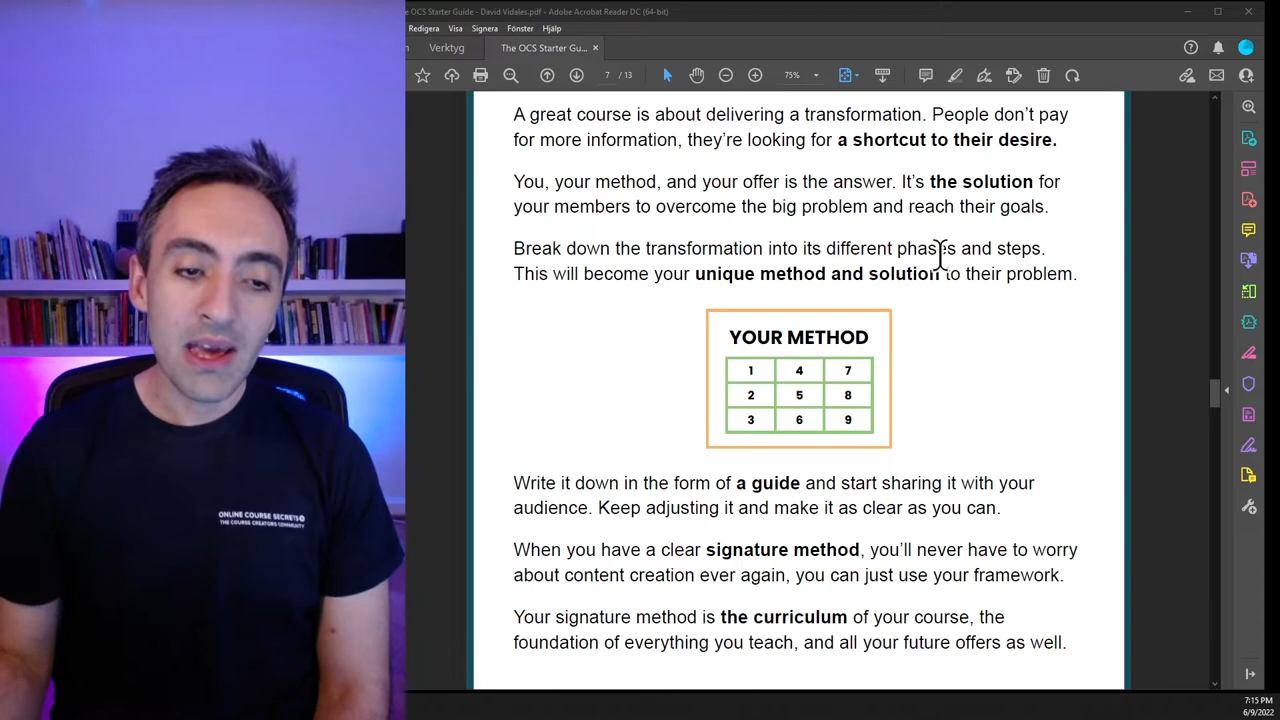 he OCS Starter Guide - David Vidales.pdf - Adobe Acrobat Reader DC (64-bit)
Redigera Visa Signera Fönster Hjälp
Verktyg
The OCS Starter Gu... ×
7 / 13
75%
A great course is about delivering a transformation. People don’t pay
for more information, they’re looking for a shortcut to their desire.
You, your method, and your offer is the answer. It’s the solution for
your members to overcome the big problem and reach their goals.
Break down the transformation into its different phasis and steps.
This will become your unique method and solution to their problem.
YOUR METHOD
1 4 7
2 5 8
3 6 9
Write it down in the form of a guide and start sharing it with your
audience. Keep adjusting it and make it as clear as you can.
When you have a clear signature method, you’ll never have to worry
about content creation ever again, you can just use your framework.
Your signature method is the curriculum of your course, the
foundation of everything you teach, and all your future offers as well.
ONLINE COURSE SECRETS
THE COURSE CREATORS COMMUNITY
7:15 PM
6/9/2022